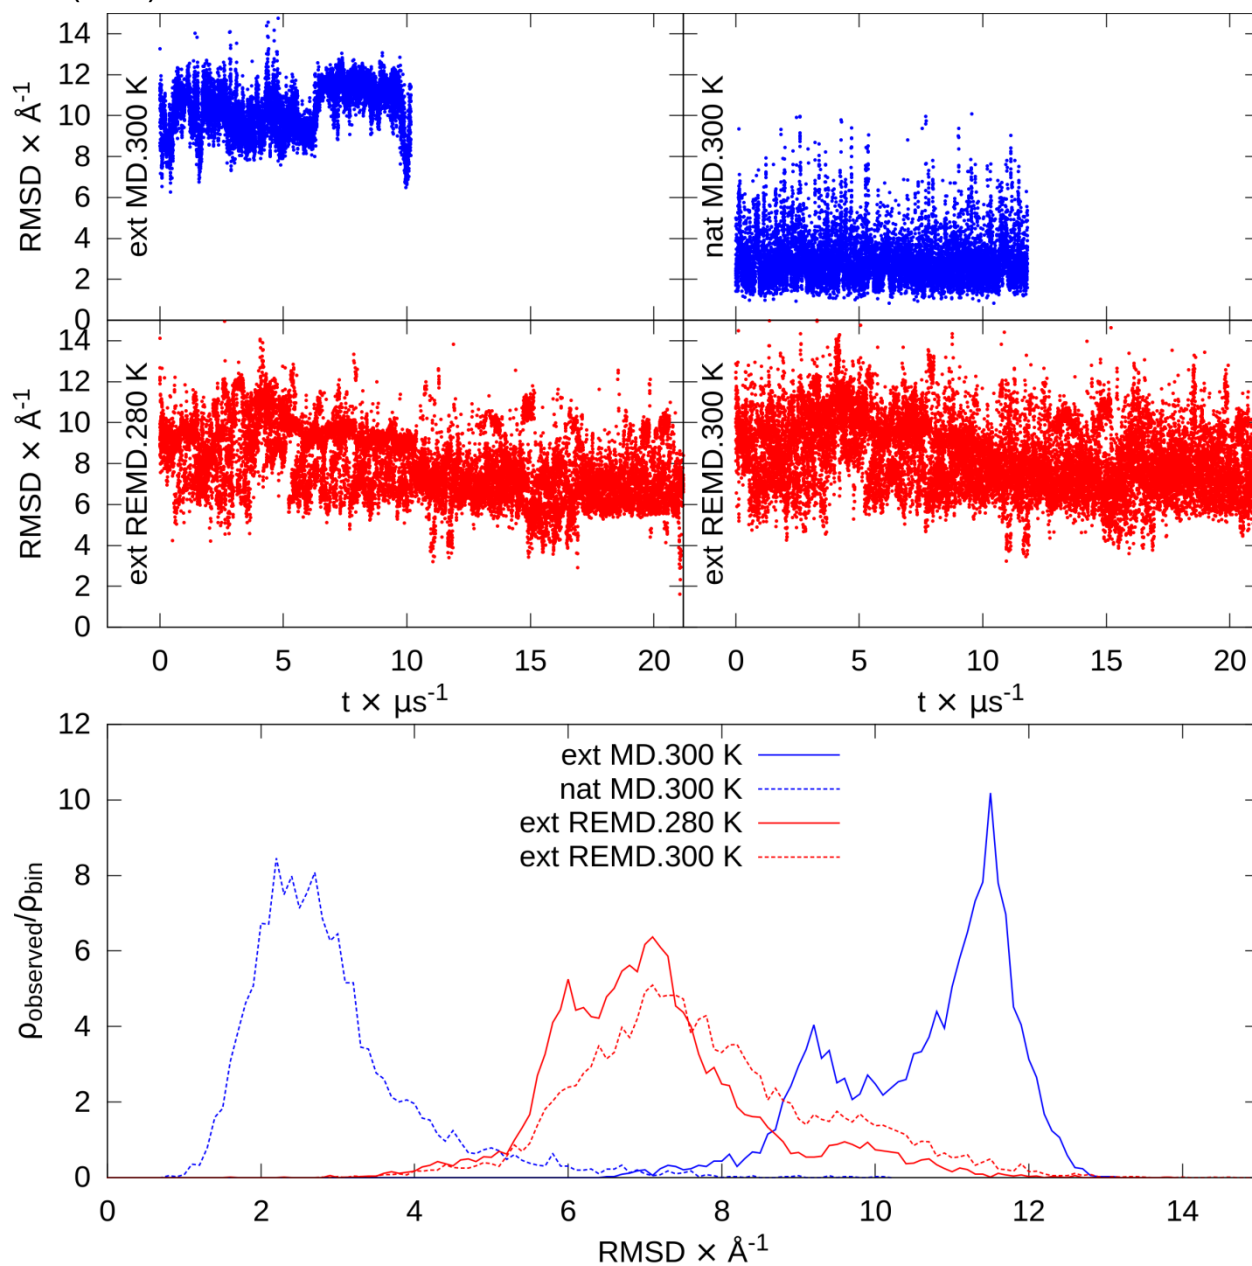 14
12
10
8
6
4
2
0
RMSD × Å⁻¹
ext MD.300 K
nat MD.300 K
14
12
10
8
6
4
2
0
RMSD × Å⁻¹
ext REMD.280 K
ext REMD.300 K
0 5 10 15 20
0 5 10 15 20
t × µs⁻¹
t × µs⁻¹
12
10
8
6
4
2
0
ρobserved/ρbin
ext MD.300 K
nat MD.300 K
ext REMD.280 K
ext REMD.300 K
0 2 4 6 8 10 12 14
RMSD × Å⁻¹